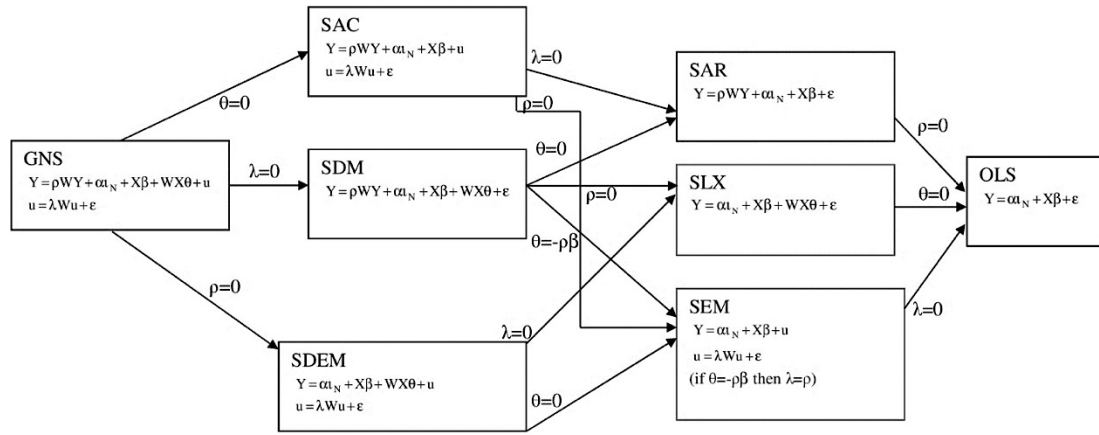 SAC
Y=ρWY+αι_N+Xβ+u
u=λWu+ε
θ=0
GNS
Y=ρWY+αι_N+Xβ+WXθ+u
u=λWu+ε
λ=0
SDM
Y=ρWY+αι_N+Xβ+WXθ+ε
ρ=0
SDEM
Y=αι_N+Xβ+WXθ+u
u=λWu+ε
λ=0
ρ=0
θ=0
ρ=0
θ=-ρβ
λ=0
θ=0
SAR
Y=ρWY+αι_N+Xβ+ε
SLX
Y=αι_N+Xβ+WXθ+ε
SEM
Y=αι_N+Xβ+u
u=λWu+ε
(if θ=-ρβ then λ=ρ)
ρ=0
θ=0
λ=0
OLS
Y=αι_N+Xβ+ε